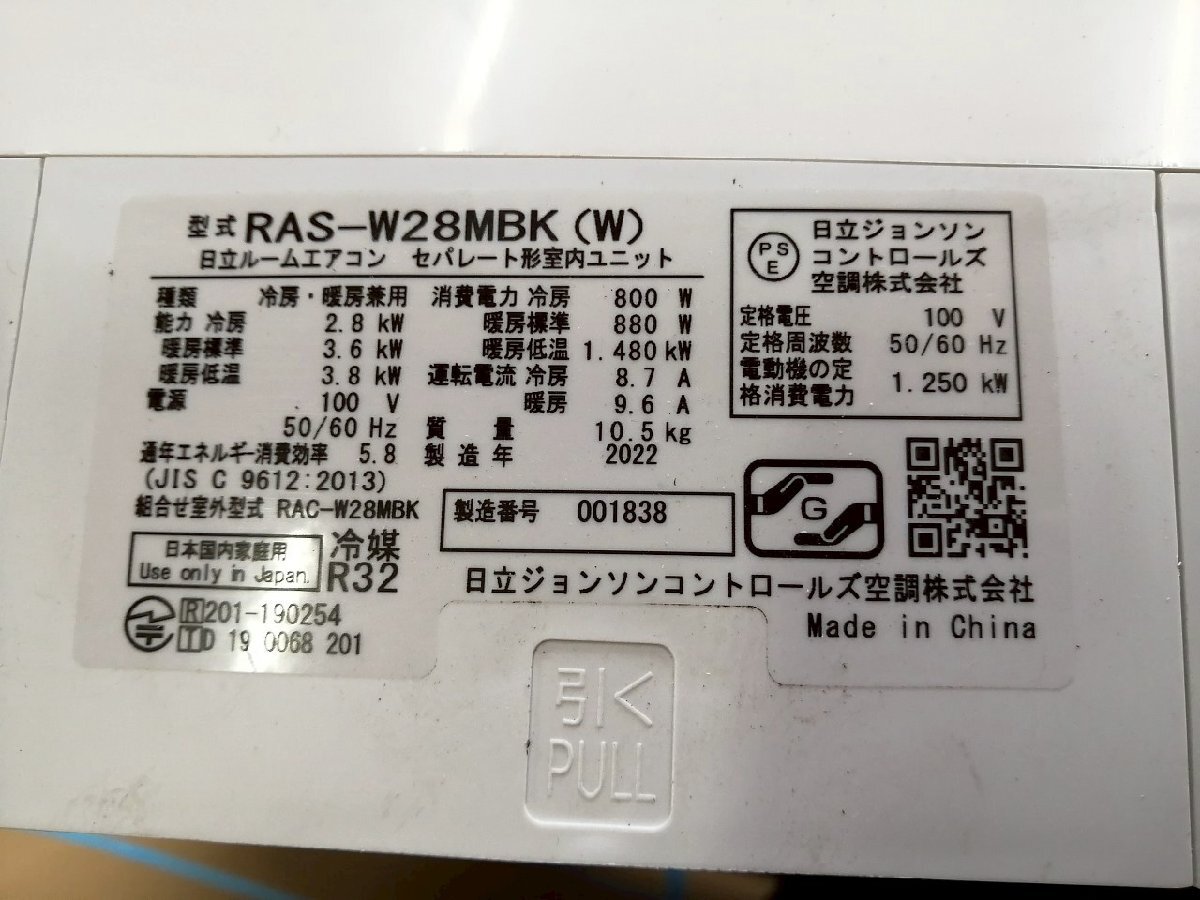 型式 RAS-W28MBK(W)
日立ルームエアコン セパレート形室内ユニット
種類 冷房・暖房兼用
能力 冷房 2.8 kW
暖房標準 3.6 kW
暖房低温 3.8 kW
電源 100 V
50/60 Hz
通年エネルギー消費効率 5.8
(JIS C 9612:2013)
組合せ室外型式 RAC-W28MBK
消費電力 冷房 800 W
暖房標準 880 W
暖房低温 1.480 kW
運転電流 冷房 8.7 A
暖房 9.6 A
質量 10.5 kg
製造年 2022
製造番号 001838
日本国内家庭用
Use only in Japan.
冷媒
R32
R 201-190254
T D 19 0068 201
PSE
日立ジョンソン
コントロールズ
空調株式会社
定格電圧 100 V
定格周波数 50/60 Hz
電動機の定
格消費電力 1.250 kW
G
日立ジョンソンコントロールズ空調株式会社
Made in China
引く
PULL